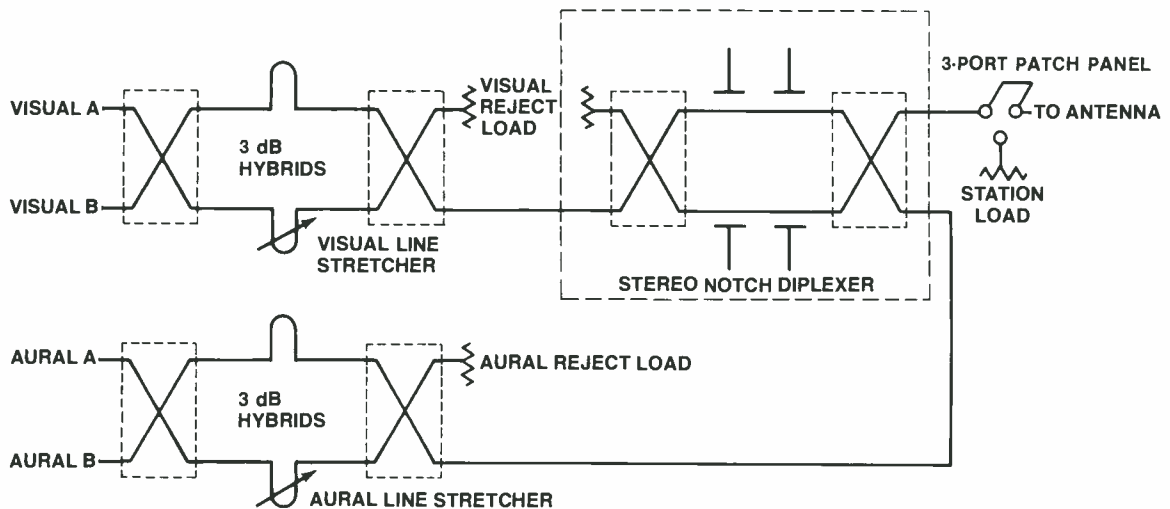 VISUAL A
VISUAL B
3 dB
HYBRIDS
VISUAL LINE
STRETCHER
VISUAL
REJECT
LOAD
STEREO NOTCH DIPLEXER
3-PORT PATCH PANEL
TO ANTENNA
STATION
LOAD
AURAL A
AURAL B
3 dB
HYBRIDS
AURAL REJECT LOAD
AURAL LINE STRETCHER